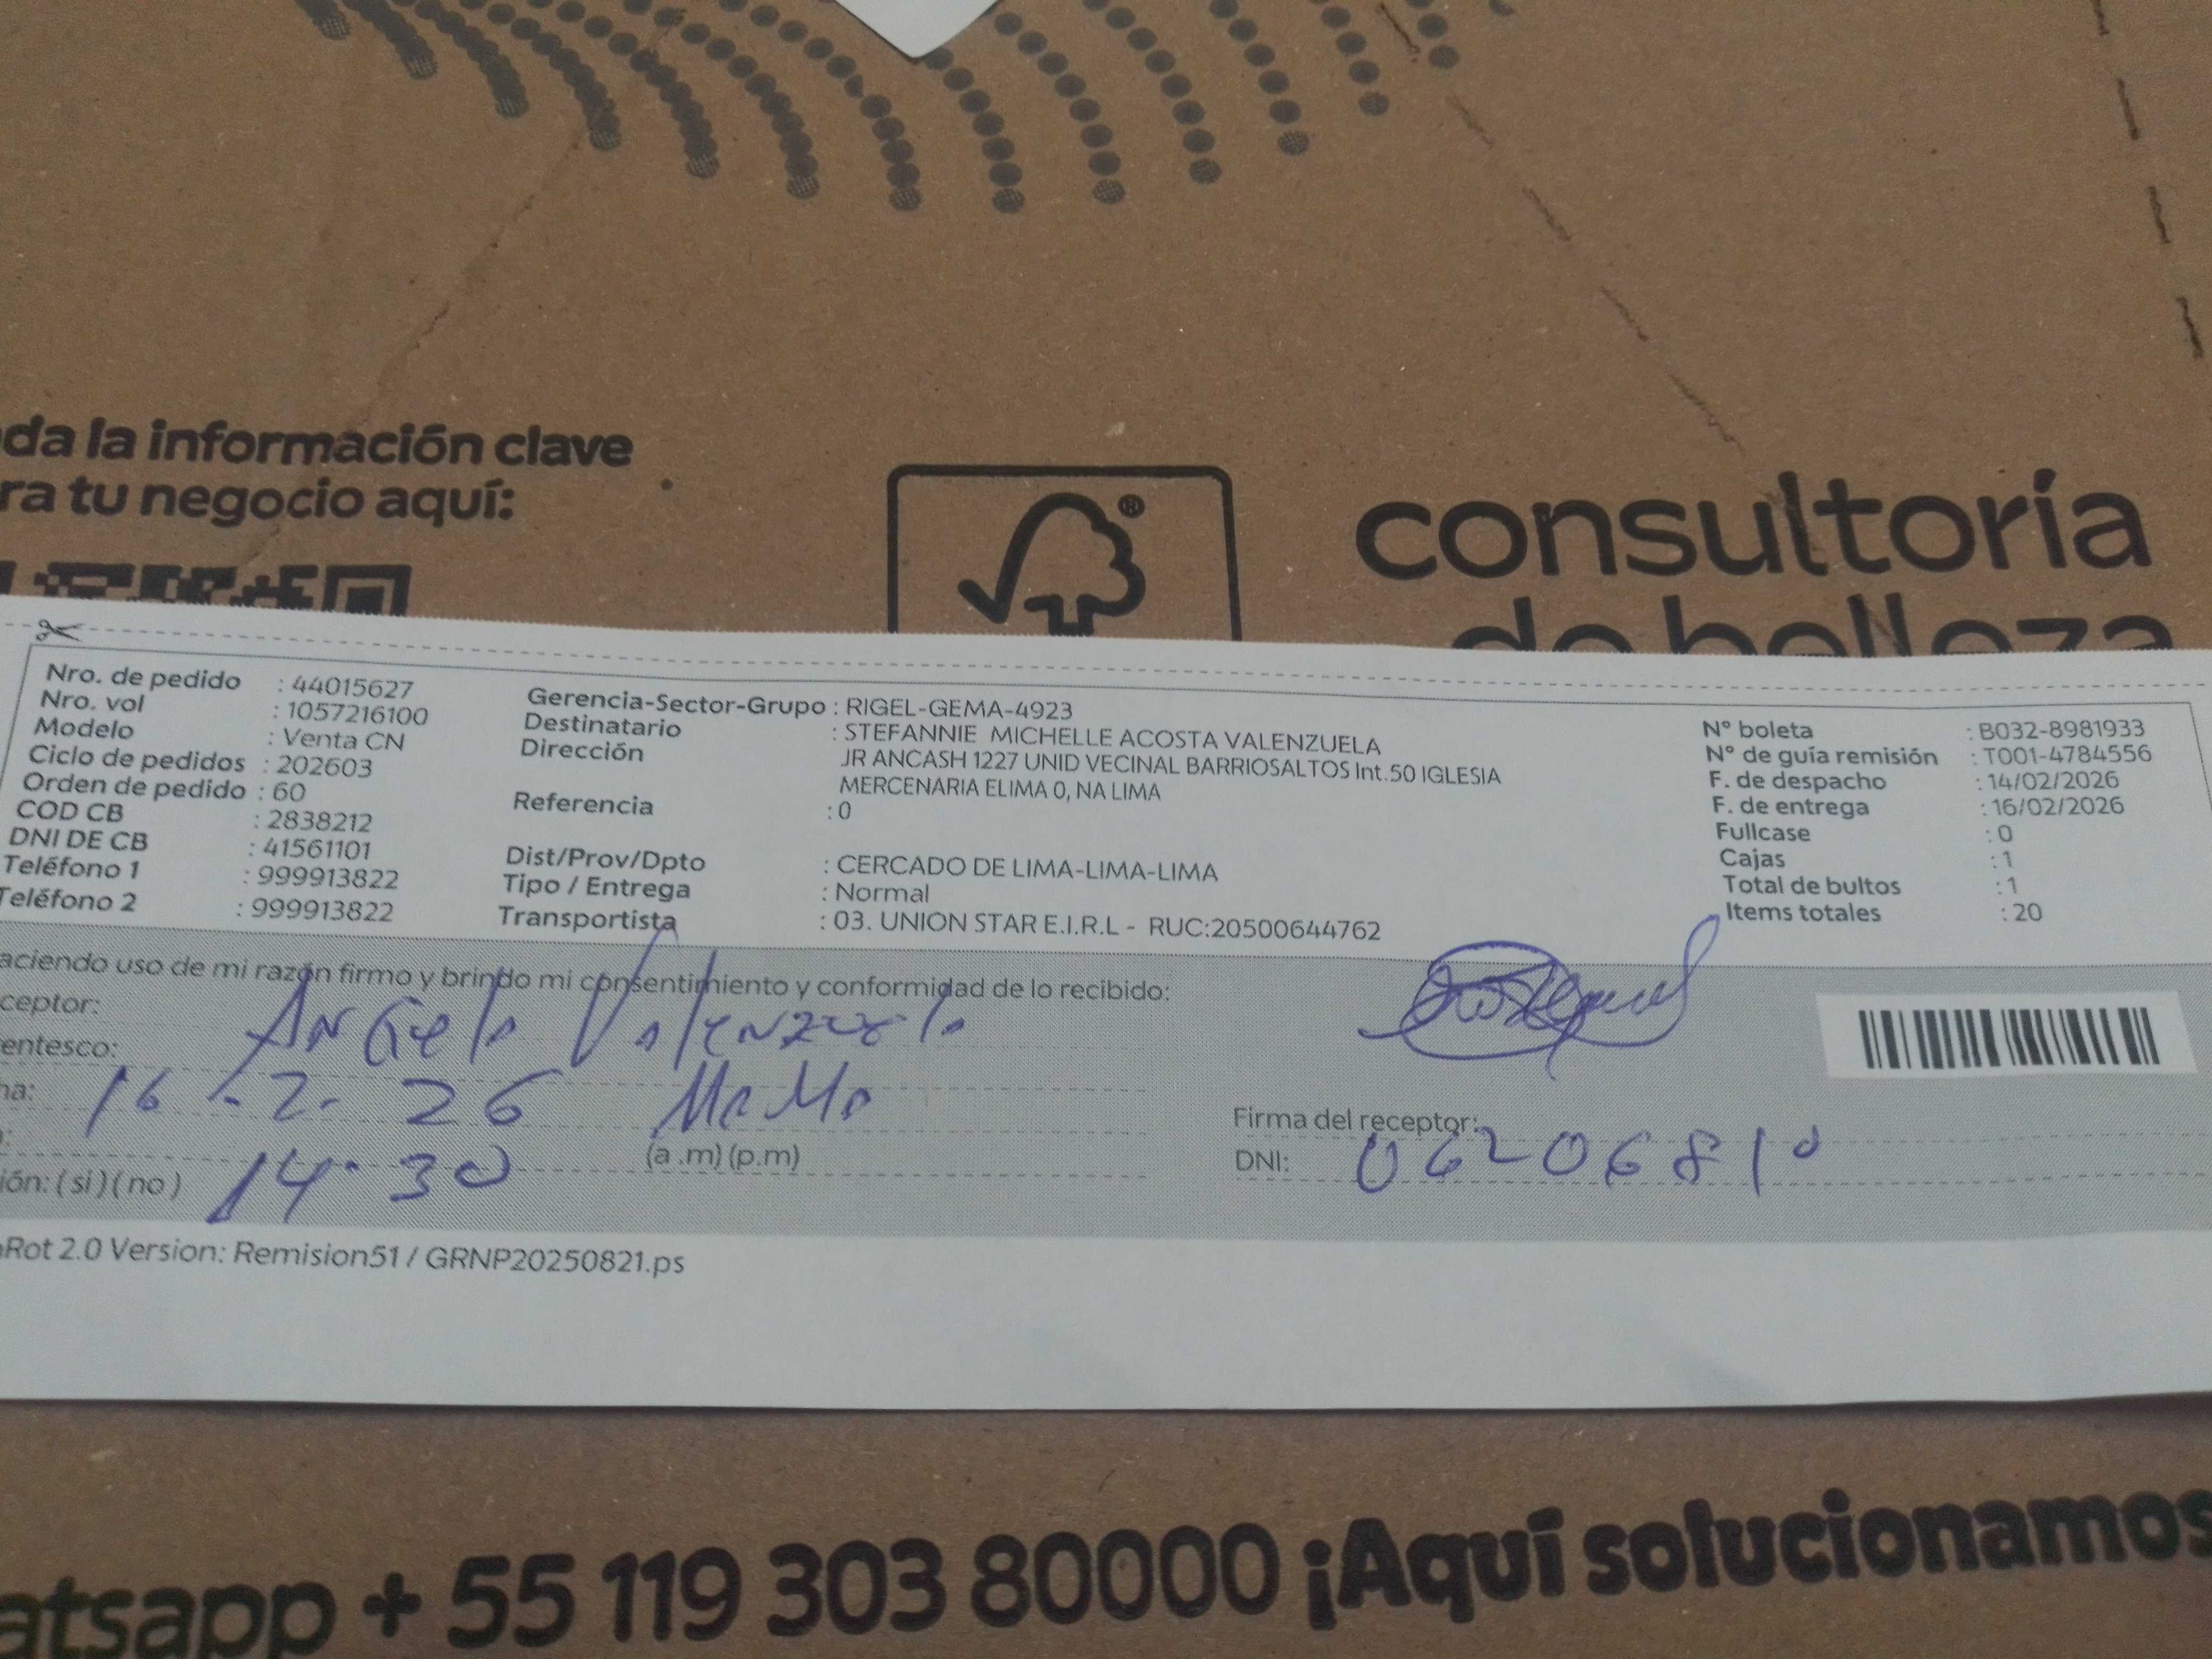 da la información clave
ra tu negocio aquí:
consultoría
de belleza
Nro. de pedido : 44015627
Nro. vol : 1057216100
Modelo : Venta CN
Ciclo de pedidos : 202603
Orden de pedido : 60
COD CB : 2838212
DNI DE CB : 41561101
Teléfono 1 : 999913822
Teléfono 2 : 999913822
Gerencia-Sector-Grupo : RIGEL-GEMA-4923
Destinatario : STEFANNIE MICHELLE ACOSTA VALENZUELA
Dirección JR ANCASH 1227 UNID VECINAL BARRIOSALTOS Int.50 IGLESIA
MERCENARIA ELIMA 0, NA LIMA
Referencia : 0
Dist/Prov/Dpto : CERCADO DE LIMA-LIMA-LIMA
Tipo / Entrega : Normal
Transportista : 03. UNION STAR E.I.R.L - RUC:20500644762
N° boleta : B032-8981933
N° de guía remisión : T001-4784556
F. de despacho : 14/02/2026
F. de entrega : 16/02/2026
Fullcase : 0
Cajas : 1
Total de bultos : 1
Items totales : 20
aciendo uso de mi razón firmo y brindo mi consentimiento y conformidad de lo recibido:
ceptor: Angela Valenzuela
entesco: MaMa
ha: 16 - 2 - 26
: 14:30 (a .m) (p.m)
ión: ( si ) ( no )
Firma del receptor:
DNI: 06206810
Rot 2.0 Version: Remision51 / GRNP20250821.ps
atsapp + 55 119 303 80000 ¡Aquí solucionamos